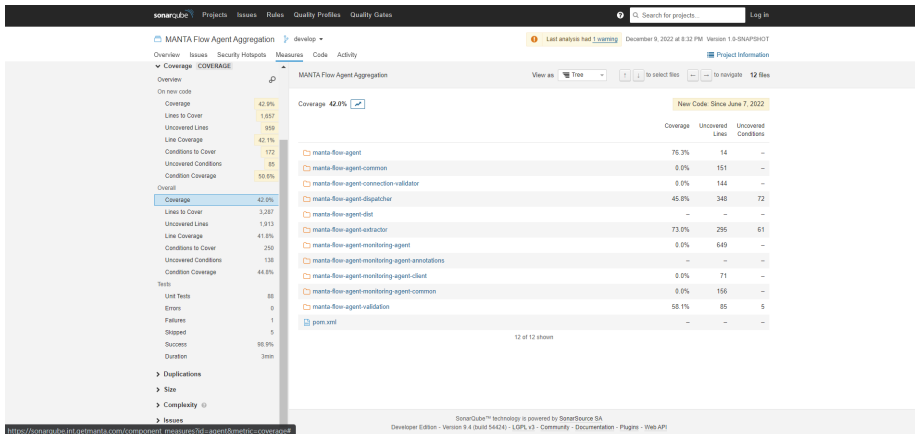 sonarqube Projects Issues Rules Quality Profiles Quality Gates Search for projects... Log in
MANTA Flow Agent Aggregation develop Last analysis had 1 warning December 9, 2022 at 8:32 PM Version 1.0-SNAPSHOT
Overview Issues Security Hotspots Measures Code Activity Project Information
Coverage COVERAGE
Overview
On new code
Coverage 42.9%
Lines to Cover 1,657
Uncovered Lines 959
Line Coverage 42.1%
Conditions to Cover 172
Uncovered Conditions 85
Condition Coverage 50.6%
Overall
Coverage 42.0%
Lines to Cover 3,287
Uncovered Lines 1,913
Line Coverage 41.8%
Conditions to Cover 250
Uncovered Conditions 138
Condition Coverage 44.8%
Tests
Unit Tests 88
Errors 0
Failures 1
Skipped 5
Success 98.9%
Duration 3min
Duplications
Size
Complexity
Issues
https://sonarqube.int.getmanta.com/component_measures?id=agent&metric=coverage#
MANTA Flow Agent Aggregation View as Tree to select files to navigate 12 files
Coverage 42.0% New Code: Since June 7, 2022
Coverage Uncovered Lines Uncovered Conditions
manta-flow-agent 76.3% 14 –
manta-flow-agent-common 0.0% 151 –
manta-flow-agent-connection-validator 0.0% 144 –
manta-flow-agent-dispatcher 45.8% 348 72
manta-flow-agent-dist – – –
manta-flow-agent-extractor 73.0% 295 61
manta-flow-agent-monitoring-agent 0.0% 649 –
manta-flow-agent-monitoring-agent-annotations – – –
manta-flow-agent-monitoring-agent-client 0.0% 71 –
manta-flow-agent-monitoring-agent-common 0.0% 156 –
manta-flow-agent-validation 58.1% 85 5
pom.xml – – –
12 of 12 shown
SonarQube™ technology is powered by SonarSource SA
Developer Edition - Version 9.4 (build 54424) - LGPL v3 - Community - Documentation - Plugins - Web API